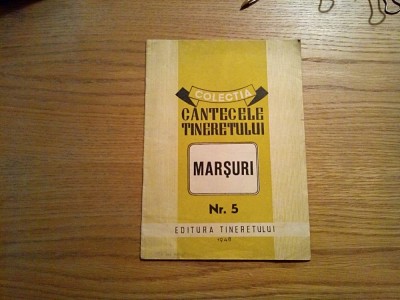 COLECȚIA
CÂNTECELE
TINERETULUI
MARȘURI
Nr. 5
EDITURA TINERETULUI